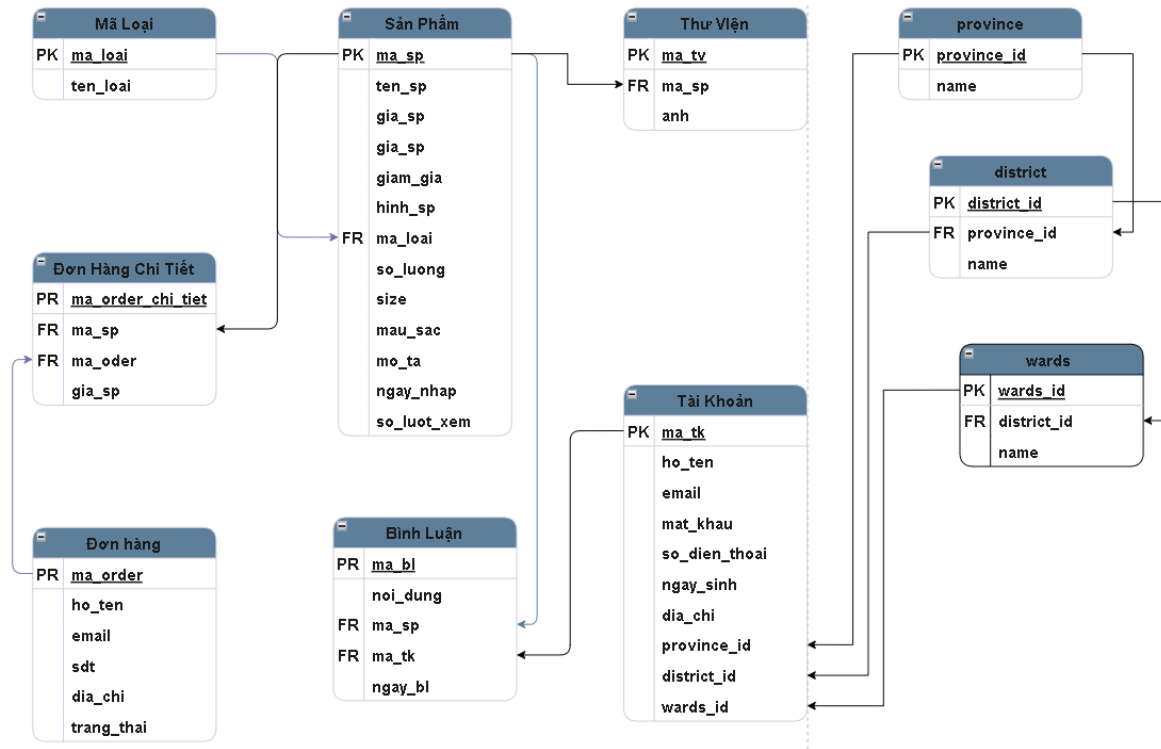 Mã Loại
PK ma_loai
ten_loai
Sản Phẩm
PK ma_sp
ten_sp
gia_sp
gia_sp
giam_gia
hinh_sp
FR ma_loai
so_luong
size
mau_sac
mo_ta
ngay_nhap
so_luot_xem
Thư Viện
PK ma_tv
FR ma_sp
anh
province
PK province_id
name
district
PK district_id
FR province_id
name
Đơn Hàng Chi Tiết
PR ma_order_chi_tiet
FR ma_sp
FR ma_oder
gia_sp
wards
PK wards_id
FR district_id
name
Tài Khoản
PK ma_tk
ho_ten
email
mat_khau
so_dien_thoai
ngay_sinh
dia_chi
province_id
district_id
wards_id
Bình Luận
PR ma_bl
noi_dung
FR ma_sp
FR ma_tk
ngay_bl
Đơn hàng
PR ma_order
ho_ten
email
sdt
dia_chi
trang_thai